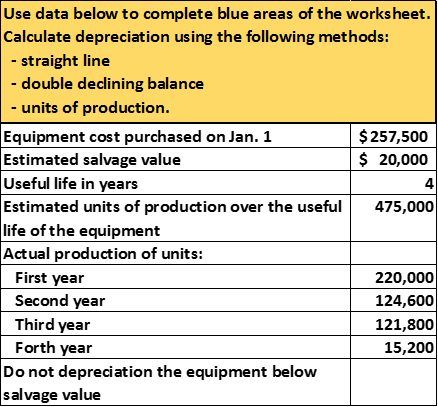 Use data below to complete blue areas of the worksheet.
Calculate depreciation using the following methods:
- straight line
- double declining balance
- units of production.
Equipment cost purchased on Jan. 1 $257,500
Estimated salvage value $ 20,000
Useful life in years 4
Estimated units of production over the useful 475,000
life of the equipment
Actual production of units:
First year 220,000
Second year 124,600
Third year 121,800
Forth year 15,200
Do not depreciation the equipment below
salvage value